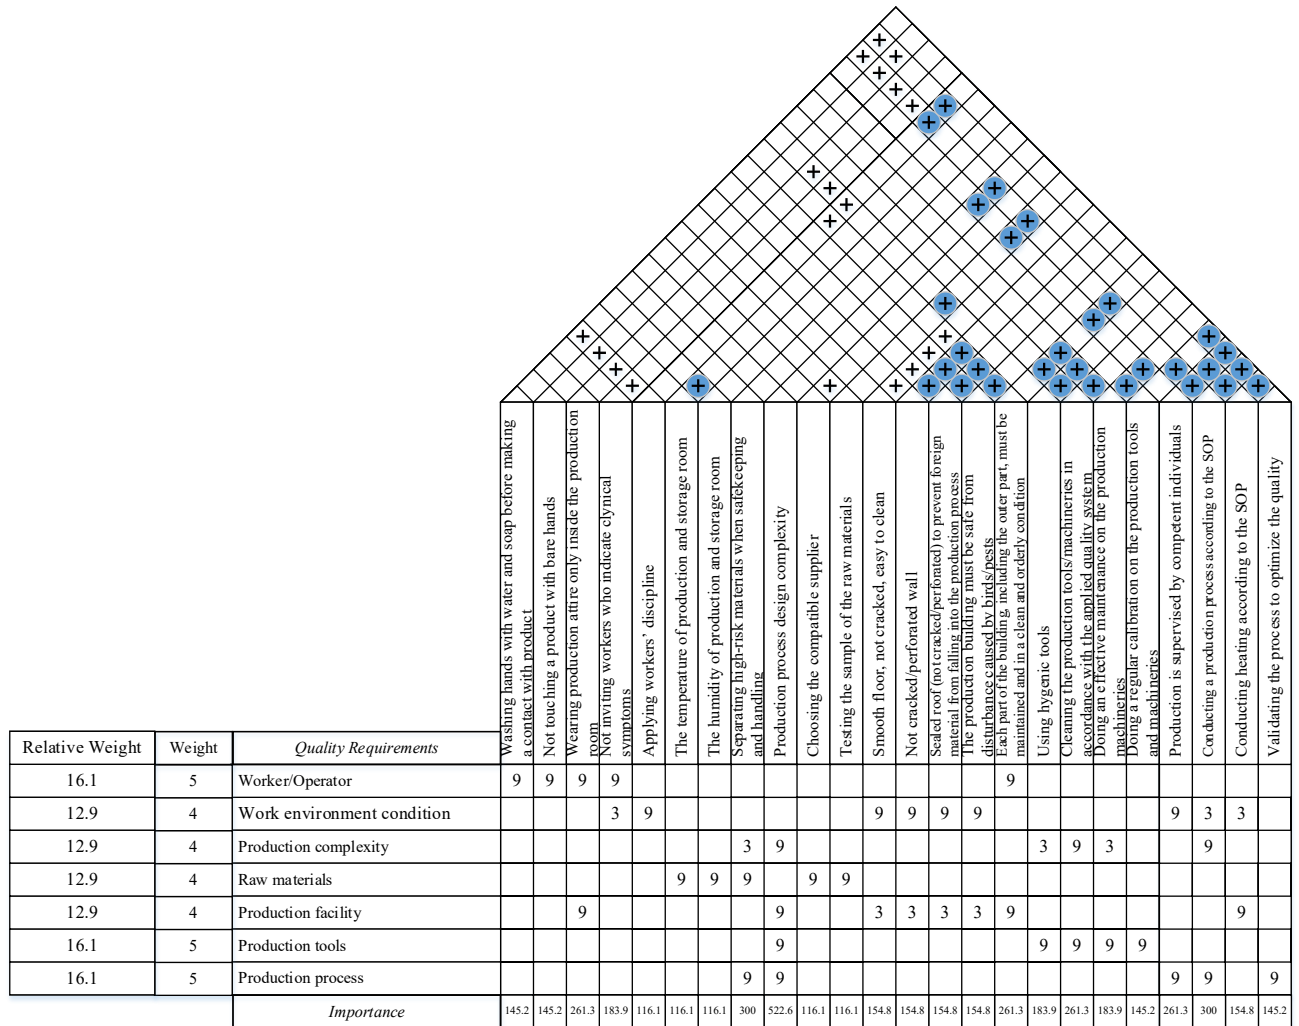 +
+ +
+
+
+ +
+
+
+ +
+ +
+ +
+
+ +
+ +
+ + +
+ + + + +
+ + + + + + + + + +
+ + + + + + + + + + + + + +
Washing hands with water and soap before making
a contact with product
Not touching a product with bare hands
Wearing production attire only inside the production
room
Not inviting workers who indicate clynical
symptoms
Applying workers' discipline
The temperature of production and storage room
The humidity of production and storage room
Separating high-risk materials when safekeeping
and handling
Production process design complexity
Choosing the compatible supplier
Testing the sample of the raw materials
Smooth floor, not cracked, easy to clean
Not cracked/perforated wall
Sealed roof (not cracked/perforated) to prevent foreign
material from falling into the production process
The production building must be safe from
disturbance caused by birds/pests
Each part of the building, including the outer part, must be
maintained and in a clean and orderly condition
Using hygenic tools
Cleaning the production tools/machineries in
accordance with the applied quality system
Doing an effective maintenance on the production
machineries
Doing a regular calibration on the production tools
and machineries
Production is supervised by competent individuals
Conducting a production process according to the SOP
Conducting heating according to the SOP
Validating the process to optimize the quality
Relative Weight Weight Quality Requirements
16.1 5 Worker/Operator 9 9 9 9 9
12.9 4 Work environment condition 3 9 9 9 9 9 9 3 3
12.9 4 Production complexity 3 9 3 9 3 9
12.9 4 Raw materials 9 9 9 9 9
12.9 4 Production facility 9 9 3 3 3 3 9 9
16.1 5 Production tools 9 9 9 9 9
16.1 5 Production process 9 9 9 9 9
Importance 145.2 145.2 261.3 183.9 116.1 116.1 116.1 300 522.6 116.1 116.1 154.8 154.8 154.8 154.8 261.3 183.9 261.3 183.9 145.2 261.3 300 154.8 145.2